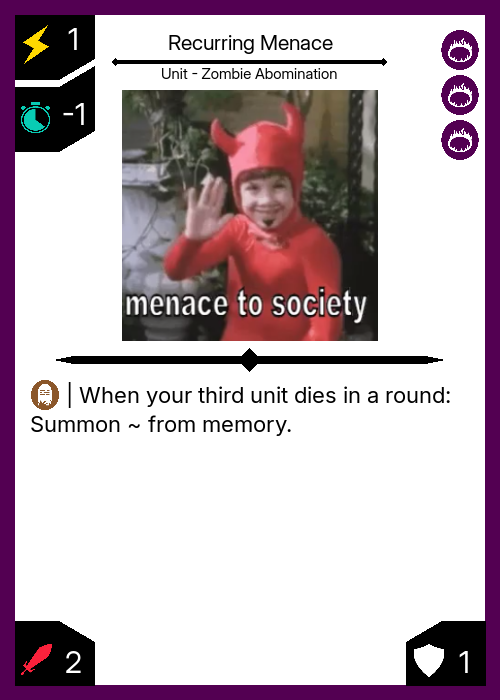 1
Recurring Menace
Unit - Zombie Abomination
-1
menace to society
| When your third unit dies in a round:
Summon ~ from memory.
2
1